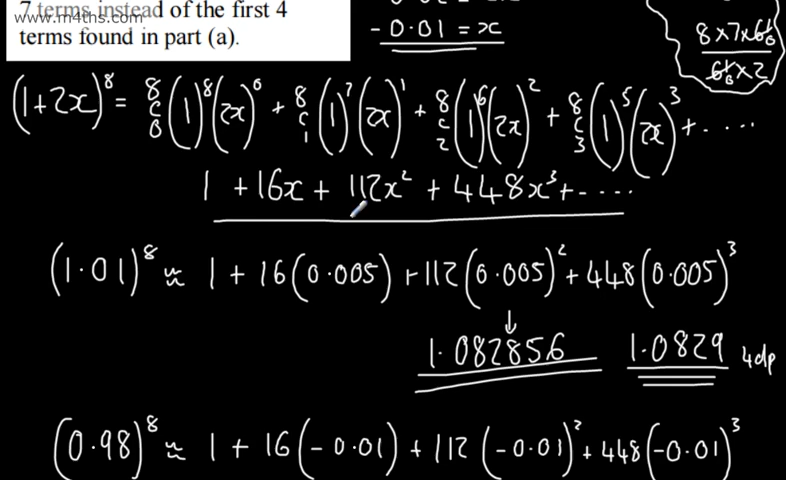 www.m4ths.com
7 terms instead of the first 4
terms found in part (a).
-0.01 = x
8×7×6!
6!×2
(1+2x)⁸ = ⁸C₀(1)⁸(2x)⁰ + ⁸C₁(1)⁷(2x)¹ + ⁸C₂(1)⁶(2x)² + ⁸C₃(1)⁵(2x)³ + ....
1 + 16x + 112x² + 448x³ + ....
(1.01)⁸ ≈ 1 + 16(0.005) + 112(0.005)² + 448(0.005)³
↓
1.082856 1.0829 4dp
(0.98)⁸ ≈ 1 + 16(-0.01) + 112(-0.01)² + 448(-0.01)³